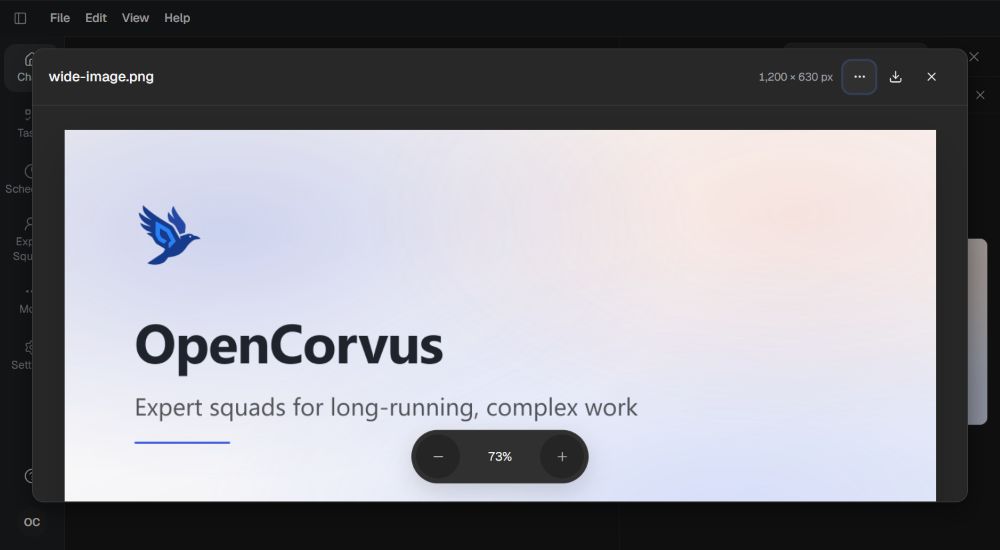 File Edit View Help
wide-image.png
1,200 × 630 px
OpenCorvus
Expert squads for long-running, complex work
73%
OC